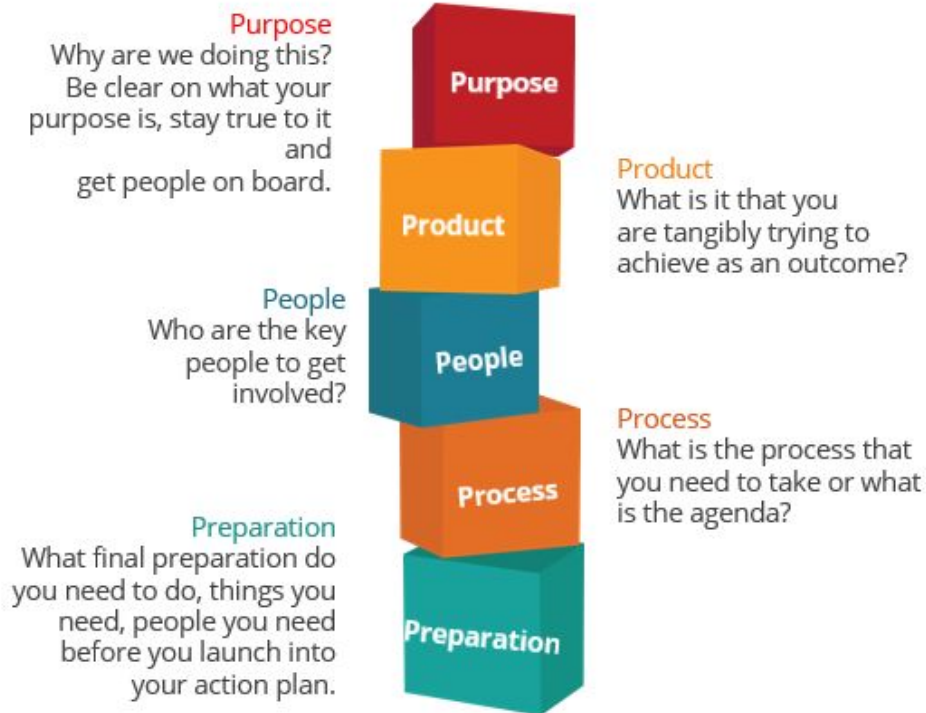 Purpose
Why are we doing this?
Be clear on what your
purpose is, stay true to it
and
get people on board.
Purpose
Product
Product
What is it that you
are tangibly trying to
achieve as an outcome?
People
Who are the key
people to get
involved?
People
Process
Process
What is the process that
you need to take or what
is the agenda?
Preparation
What final preparation do
you need to do, things you
need, people you need
before you launch into
your action plan.
Preparation